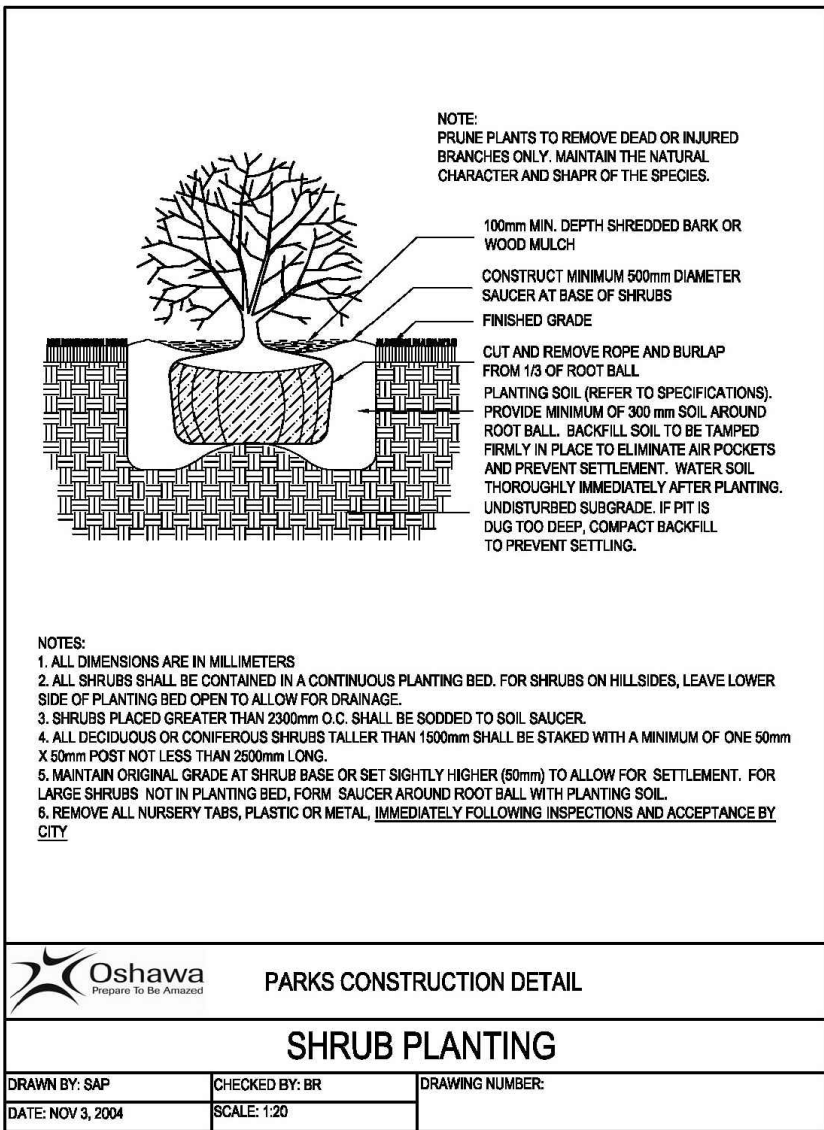 NOTE:
PRUNE PLANTS TO REMOVE DEAD OR INJURED
BRANCHES ONLY. MAINTAIN THE NATURAL
CHARACTER AND SHAPR OF THE SPECIES.
100mm MIN. DEPTH SHREDDED BARK OR
WOOD MULCH
CONSTRUCT MINIMUM 500mm DIAMETER
SAUCER AT BASE OF SHRUBS
FINISHED GRADE
CUT AND REMOVE ROPE AND BURLAP
FROM 1/3 OF ROOT BALL
PLANTING SOIL (REFER TO SPECIFICATIONS).
PROVIDE MINIMUM OF 300 mm SOIL AROUND
ROOT BALL. BACKFILL SOIL TO BE TAMPED
FIRMLY IN PLACE TO ELIMINATE AIR POCKETS
AND PREVENT SETTLEMENT. WATER SOIL
THOROUGHLY IMMEDIATELY AFTER PLANTING.
UNDISTURBED SUBGRADE. IF PIT IS
DUG TOO DEEP, COMPACT BACKFILL
TO PREVENT SETTLING.
NOTES:
1. ALL DIMENSIONS ARE IN MILLIMETERS
2. ALL SHRUBS SHALL BE CONTAINED IN A CONTINUOUS PLANTING BED. FOR SHRUBS ON HILLSIDES, LEAVE LOWER
SIDE OF PLANTING BED OPEN TO ALLOW FOR DRAINAGE.
3. SHRUBS PLACED GREATER THAN 2300mm O.C. SHALL BE SODDED TO SOIL SAUCER.
4. ALL DECIDUOUS OR CONIFEROUS SHRUBS TALLER THAN 1500mm SHALL BE STAKED WITH A MINIMUM OF ONE 50mm
X 50mm POST NOT LESS THAN 2500mm LONG.
5. MAINTAIN ORIGINAL GRADE AT SHRUB BASE OR SET SIGHTLY HIGHER (50mm) TO ALLOW FOR SETTLEMENT. FOR
LARGE SHRUBS NOT IN PLANTING BED, FORM SAUCER AROUND ROOT BALL WITH PLANTING SOIL.
6. REMOVE ALL NURSERY TABS, PLASTIC OR METAL, IMMEDIATELY FOLLOWING INSPECTIONS AND ACCEPTANCE BY
CITY
Oshawa
Prepare To Be Amazed
PARKS CONSTRUCTION DETAIL
SHRUB PLANTING
DRAWN BY: SAP
CHECKED BY: BR
DRAWING NUMBER:
DATE: NOV 3, 2004
SCALE: 1:20